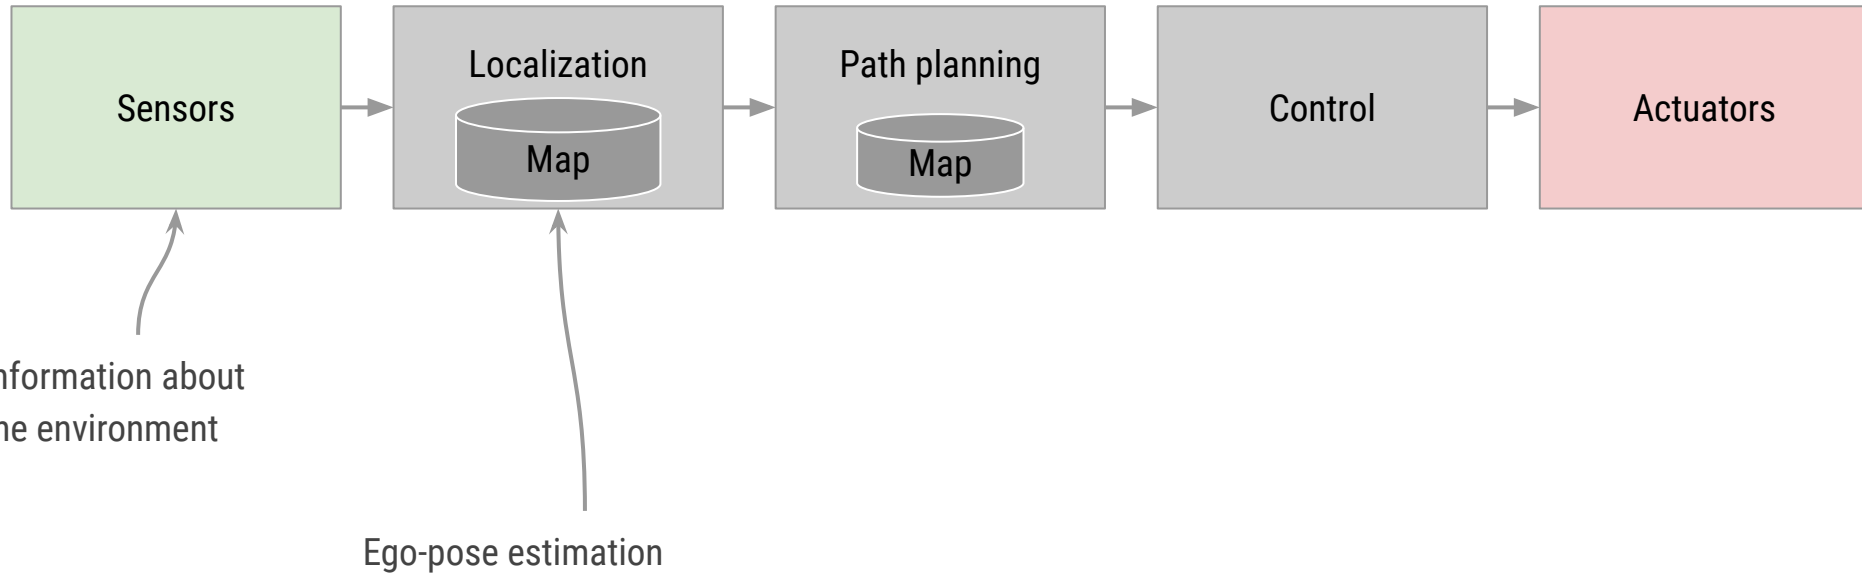 Sensors
Localization
Map
Path planning
Map
Control
Actuators
nformation about
he environment
Ego-pose estimation